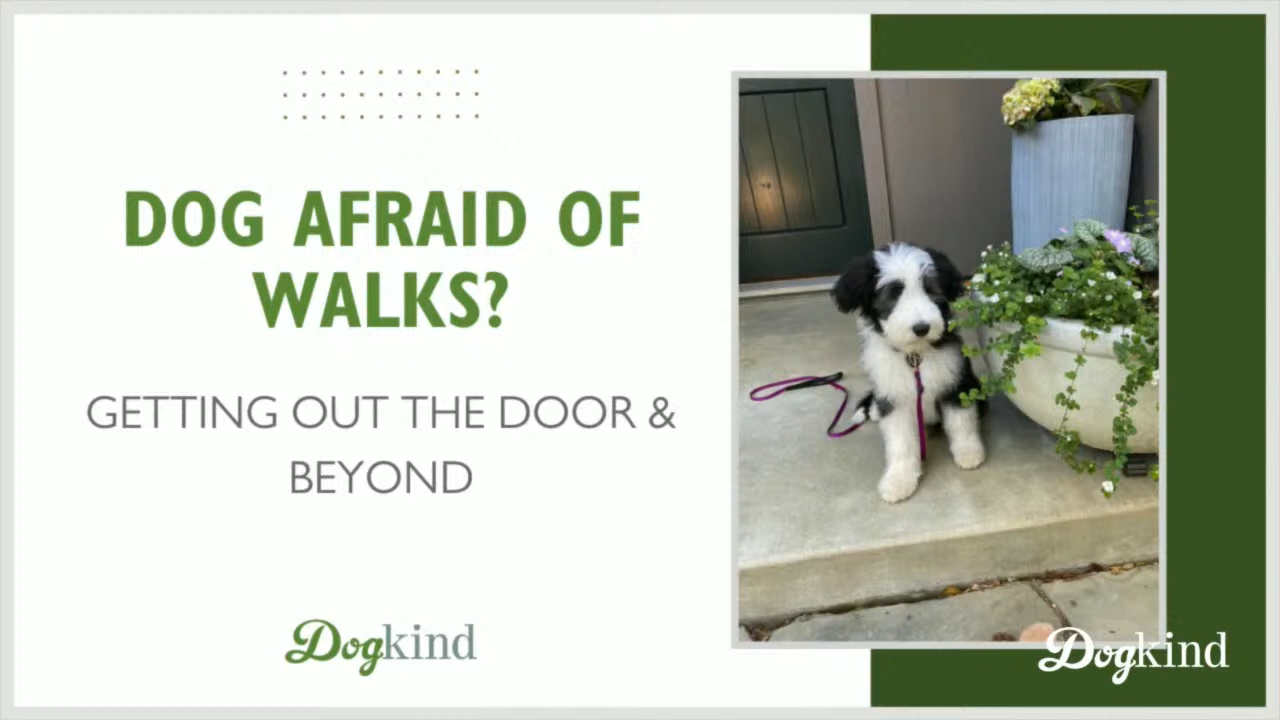 DOG AFRAID OF
WALKS?
GETTING OUT THE DOOR &
BEYOND
Dogkind
Dogkind